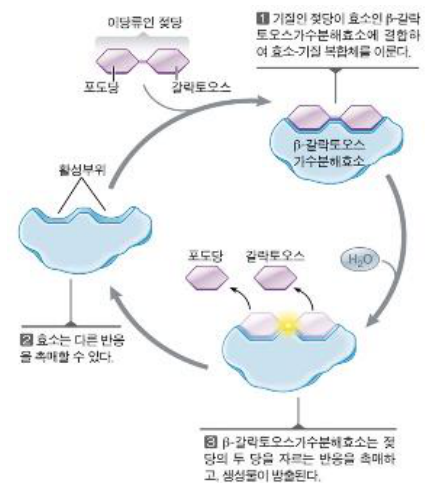 이당류인 젖당
포도당
갈락토오스
1 기질인 젖당이 효소인 β-갈락
토오스가수분해효소에 결합하
여 효소-기질 복합체를 이룬다.
β-갈락토오스
가수분해효소
활성부위
H₂O
포도당
갈락토오스
2 효소는 다른 반응
을 촉매할 수 있다.
3 β-갈락토오스가수분해효소는 젖
당의 두 당을 자르는 반응을 촉매하
고, 생성물이 방출된다.